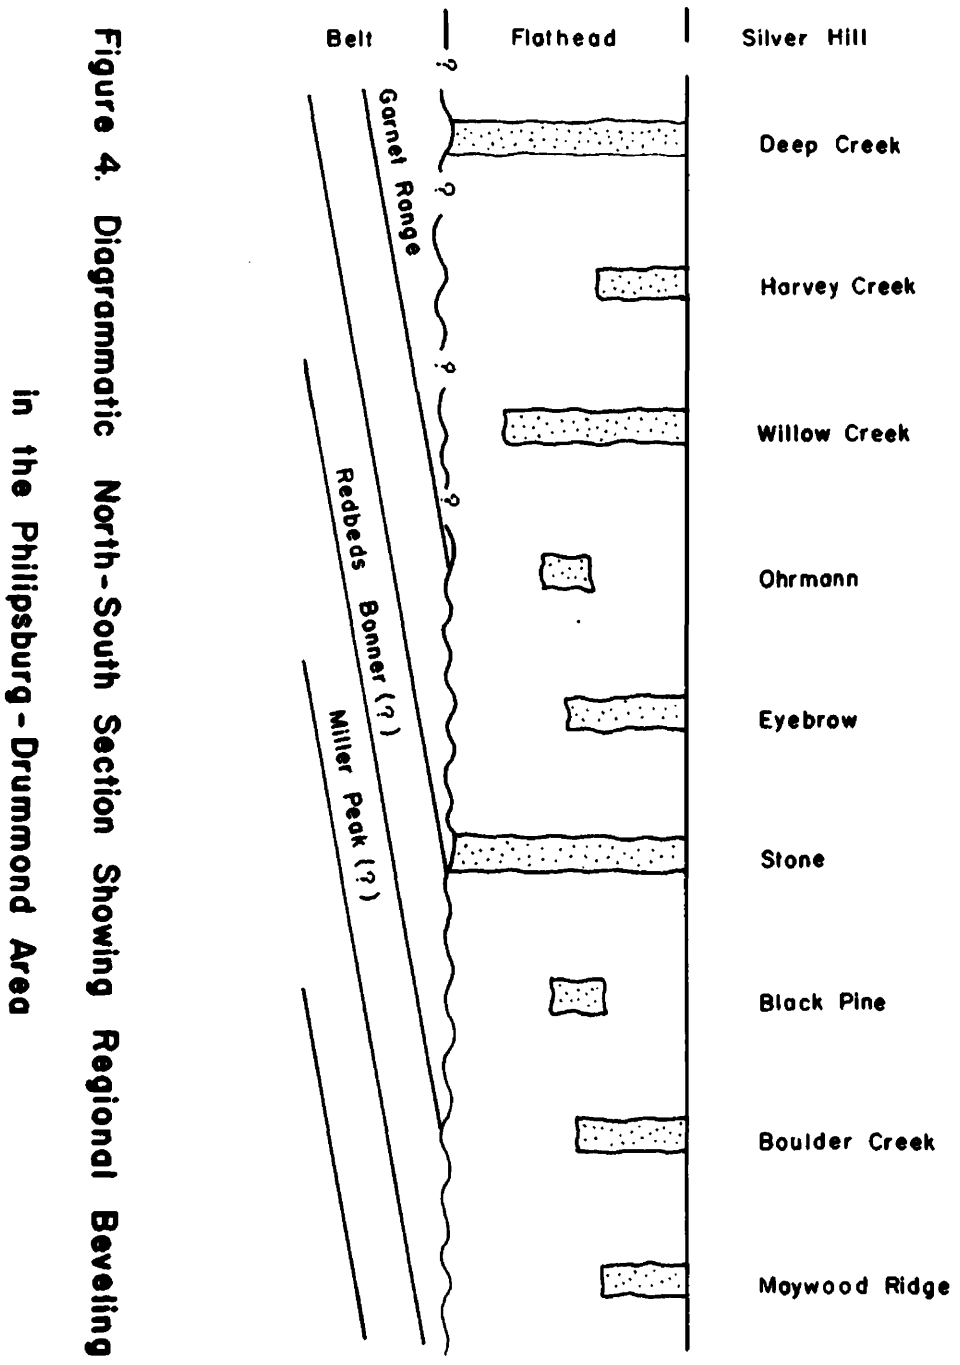 Belt
Flathead
Silver Hill
?
Garnet Range
Deep Creek
?
Harvey Creek
?
Willow Creek
?
Redbeds Bonner (?)
Ohrmann
Miller Peak (?)
Eyebrow
Stone
Black Pine
Boulder Creek
Maywood Ridge
Figure 4. Diagrammatic North-South Section Showing Regional Beveling
in the Philipsburg-Drummond Area